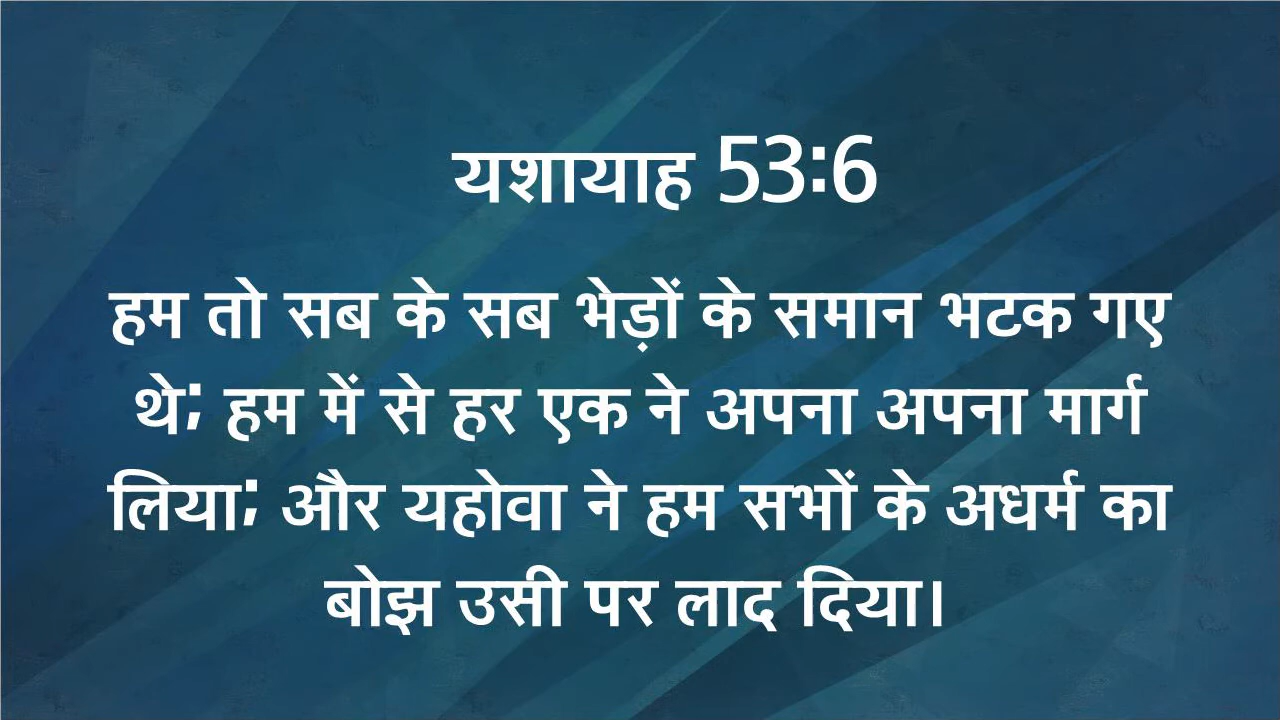 यशायाह 53:6
हम तो सब के सब भेड़ों के समान भटक गए
थे; हम में से हर एक ने अपना अपना मार्ग
लिया; और यहोवा ने हम सभों के अधर्म का
बोझ उसी पर लाद दिया।